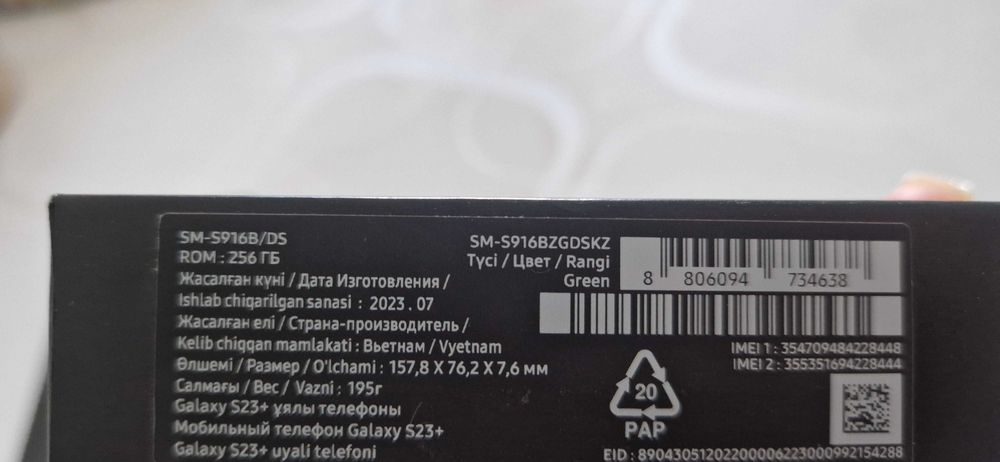 SM-S916B/DS
ROM : 256 ГБ
Жасалған күні / Дата Изготовления /
Ishlab chiqarilgan sanasi : 2023 . 07
Жасалған елі / Страна-производитель /
Kelib chiqqan mamlakati : Вьетнам / Vyetnam
Өлшемі / Размер / O'lchami : 157,8 X 76,2 X 7,6 мм
Салмағы / Вес / Vazni : 195г
Galaxy S23+ ұялы телефоны
Мобильный телефон Galaxy S23+
Galaxy S23+ uyali telefoni
SM-S916BZGDSKZ
Түсі / Цвет / Rangi
Green
8 806094 734638
IMEI 1 : 354709484228448
IMEI 2 : 355351694228444
20
PAP
EID : 89043051202200006223000992154288